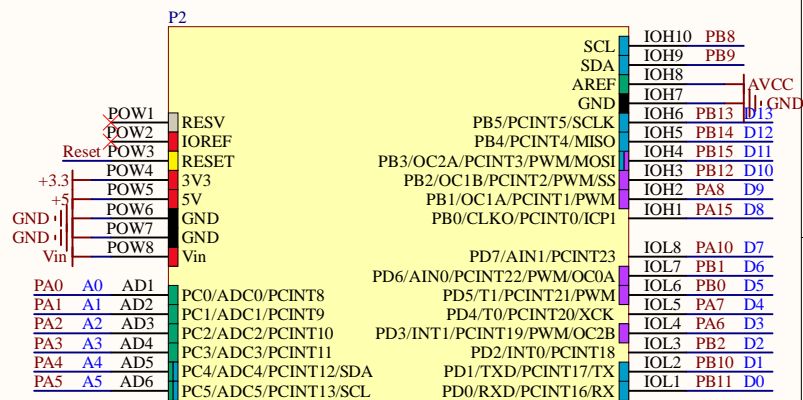 P2
SCL IOH10 PB8
SDA IOH9 PB9
AREF IOH8 AVCC
GND IOH7 GND
POW1 RESV PB5/PCINT5/SCLK IOH6 PB13 D13
POW2 IOREF PB4/PCINT4/MISO IOH5 PB14 D12
Reset POW3 RESET PB3/OC2A/PCINT3/PWM/MOSI IOH4 PB15 D11
+3.3 POW4 3V3 PB2/OC1B/PCINT2/PWM/SS IOH3 PB12 D10
+5 POW5 5V PB1/OC1A/PCINT1/PWM IOH2 PA8 D9
GND POW6 GND PB0/CLKO/PCINT0/ICP1 IOH1 PA15 D8
GND POW7 GND
Vin POW8 Vin PD7/AIN1/PCINT23 IOL8 PA10 D7
PD6/AIN0/PCINT22/PWM/OC0A IOL7 PB1 D6
PA0 A0 AD1 PC0/ADC0/PCINT8 PD5/T1/PCINT21/PWM IOL6 PB0 D5
PA1 A1 AD2 PC1/ADC1/PCINT9 PD4/T0/PCINT20/XCK IOL5 PA7 D4
PA2 A2 AD3 PC2/ADC2/PCINT10 PD3/INT1/PCINT19/PWM/OC2B IOL4 PA6 D3
PA3 A3 AD4 PC3/ADC3/PCINT11 PD2/INT0/PCINT18 IOL3 PB2 D2
PA4 A4 AD5 PC4/ADC4/PCINT12/SDA PD1/TXD/PCINT17/TX IOL2 PB10 D1
PA5 A5 AD6 PC5/ADC5/PCINT13/SCL PD0/RXD/PCINT16/RX IOL1 PB11 D0